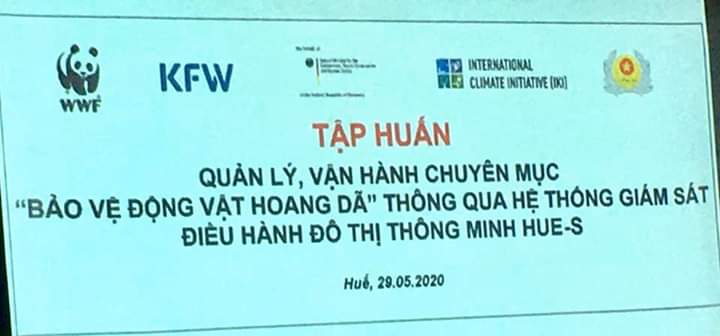 WWF
KFW
INTERNATIONAL
CLIMATE INITIATIVE (IKI)
TẬP HUẤN
QUẢN LÝ, VẬN HÀNH CHUYÊN MỤC
“BẢO VỆ ĐỘNG VẬT HOANG DÃ” THÔNG QUA HỆ THỐNG GIÁM SÁT
ĐIỀU HÀNH ĐÔ THỊ THÔNG MINH HUE-S
Huế, 29.05.2020